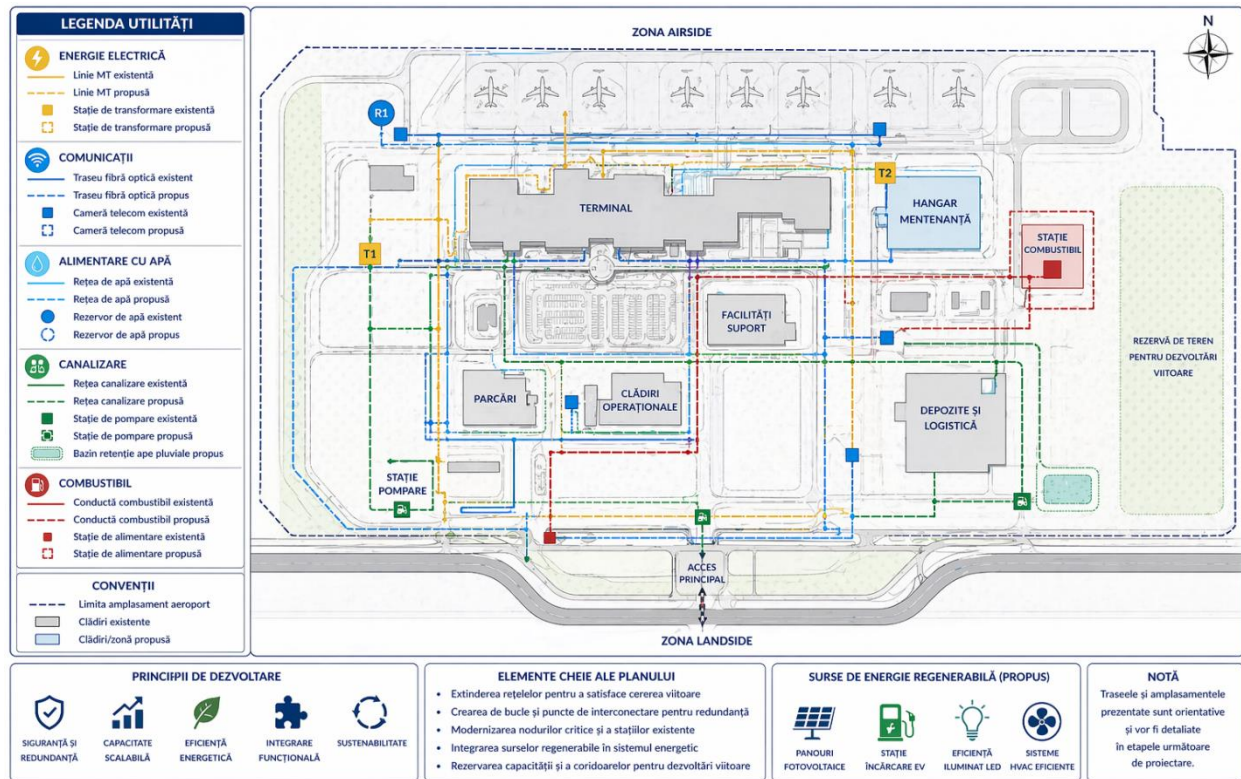 LEGENDA UTILITĂȚI
ENERGIE ELECTRICĂ
Linie MT existentă
Linie MT propusă
Stație de transformare existentă
Stație de transformare propusă
COMUNICAȚII
Traseu fibră optică existent
Traseu fibră optică propus
Cameră telecom existentă
Cameră telecom propusă
ALIMENTARE CU APĂ
Rețea de apă existentă
Rețea de apă propusă
Rezervor de apă existent
Rezervor de apă propus
CANALIZARE
Rețea canalizare existentă
Rețea canalizare propusă
Stație de pompare existentă
Stație de pompare propusă
Bazin retenție ape pluviale propus
COMBUSTIBIL
Conductă combustibil existentă
Conductă combustibil propusă
Stație de alimentare existentă
Stație de alimentare propusă
CONVENȚII
Limita amplasament aeroport
Clădiri existente
Clădiri/zonă propusă
ZONA AIRSIDE
N
R1
T2
TERMINAL
HANGAR
MENTENANȚĂ
T1
STAȚIE
COMBUSTIBIL
FACILITĂȚI
SUPORT
REZERVĂ DE TEREN
PENTRU DEZVOLTĂRI
VIITOARE
PARCĂRI
CLĂDIRI
OPERAȚIONALE
DEPOZITE ȘI
LOGISTICĂ
STAȚIE
POMPARE
ACCES
PRINCIPAL
ZONA LANDSIDE
PRINCIPII DE DEZVOLTARE
SIGURANȚĂ ȘI
REDUNDANȚĂ
CAPACITATE
SCALABILĂ
EFICIENȚĂ
ENERGETICĂ
INTEGRARE
FUNCȚIONALĂ
SUSTENABILITATE
ELEMENTE CHEIE ALE PLANULUI
• Extinderea rețelelor pentru a satisface cererea viitoare
• Crearea de bucle și puncte de interconectare pentru redundanță
• Modernizarea nodurilor critice și a stațiilor existente
• Integrarea surselor regenerabile în sistemul energetic
• Rezervarea capacității și a coridoarelor pentru dezvoltări viitoare
SURSE DE ENERGIE REGENERABILĂ (PROPUS)
PANOURI
FOTOVOLTAICE
STAȚIE
ÎNCĂRCARE EV
EFICIENȚĂ
ILUMINAT LED
SISTEME
HVAC EFICIENTE
NOTĂ
Traseele și amplasamentele
prezentate sunt orientative
și vor fi detaliate
în etapele următoare
de proiectare.